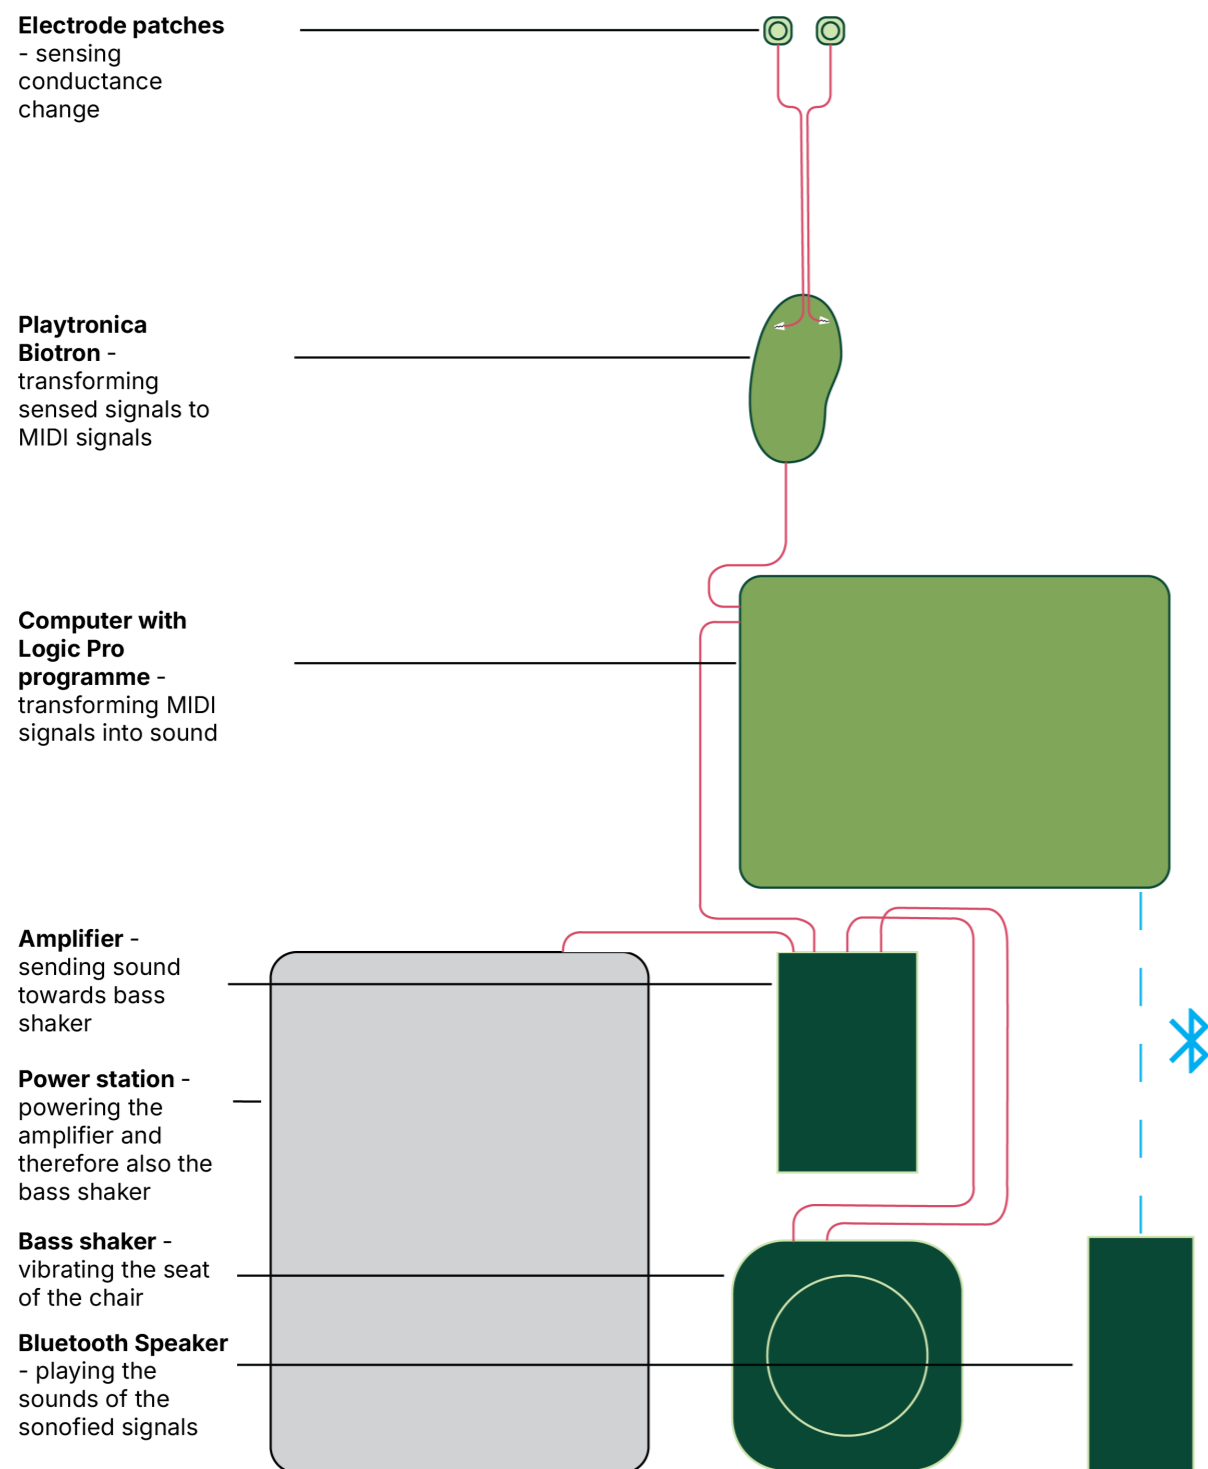 Electrode patches
- sensing
conductance
change
Playtronica
Biotron -
transforming
sensed signals to
MIDI signals
Computer with
Logic Pro
programme -
transforming MIDI
signals into sound
Amplifier -
sending sound
towards bass
shaker
Power station -
powering the
amplifier and
therefore also the
bass shaker
Bass shaker -
vibrating the seat
of the chair
Bluetooth Speaker
- playing the
sounds of the
sonofied signals